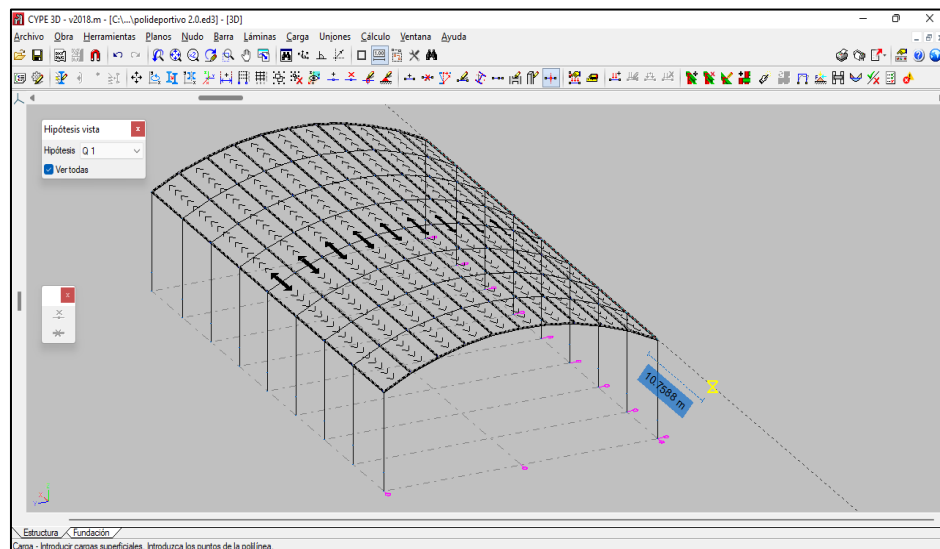 CYPE 3D - v2018.m - [C:\...\polideportivo 2.0.ed3] - [3D]
Archivo Obra Herramientas Planos Nudo Barra Láminas Carga Uniones Cálculo Ventana Ayuda
Hipótesis vista
Hipótesis Q 1
Ver todas
10.7588 m
Estructura Fundación
Carga - Introducir cargas superficiales. Introduzca los puntos de la polilínea.